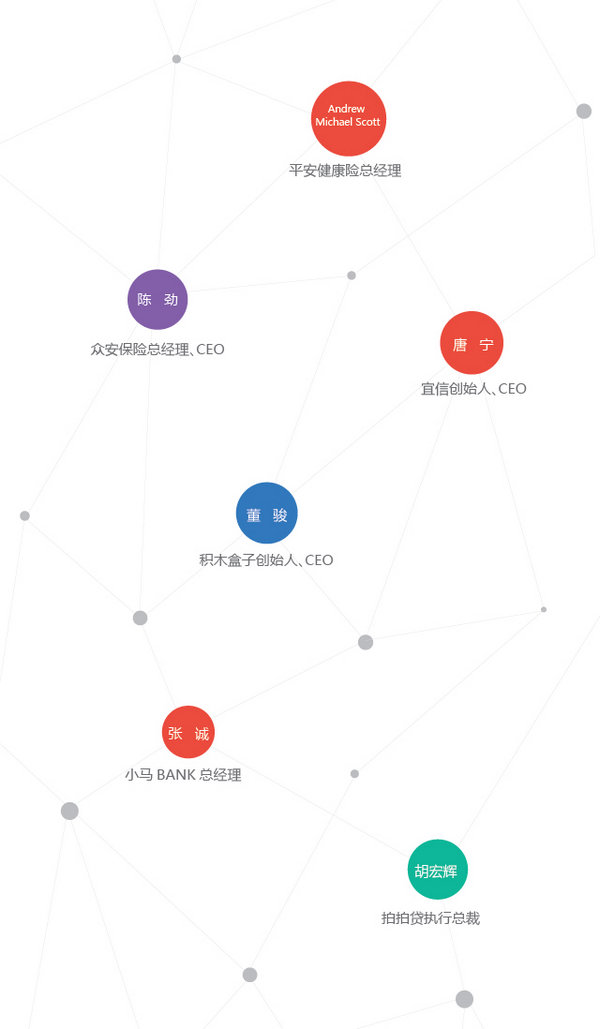 Andrew
Michael Scott
平安健康险总经理
陈 劲
众安保险总经理、CEO
唐 宁
宜信创始人、CEO
董 骏
积木盒子创始人、CEO
张 诚
小马 BANK 总经理
胡宏辉
拍拍贷执行总裁